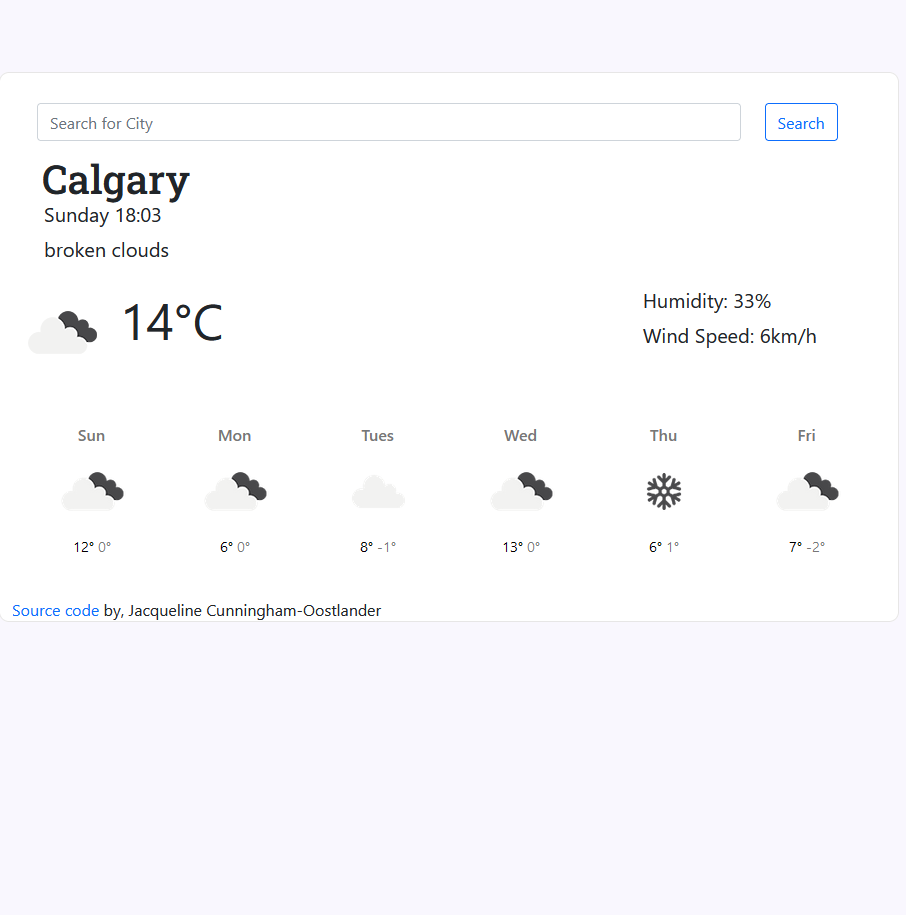 Search for City Search
Calgary
Sunday 18:03
broken clouds
14°C
Humidity: 33%
Wind Speed: 6km/h
Sun Mon Tues Wed Thu Fri
12° 0° 6° 0° 8° -1° 13° 0° 6° 1° 7° -2°
Source code by, Jacqueline Cunningham-Oostlander